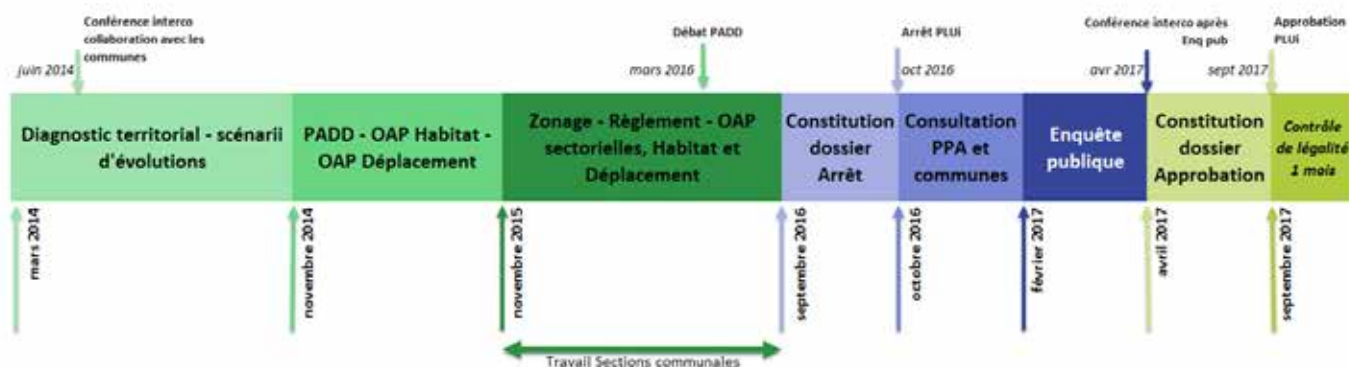 Conférence interco
collaboration avec les
communes
juin 2014
Débat PADD
mars 2016
Arrêt PLUi
oct 2016
Conférence interco après
Enq pub
avr 2017
Approbation
PLUi
sept 2017
Diagnostic territorial - scénarii
d'évolutions
PADD - OAP Habitat -
OAP Déplacement
Zonage - Règlement - OAP
sectorielles, Habitat et
Déplacement
Constitution
dossier
Arrêt
Consultation
PPA et
communes
Enquête
publique
Constitution
dossier
Approbation
Contrôle
de légalité
1 mois
mars 2014
novembre 2014
novembre 2015
septembre 2016
octobre 2016
février 2017
avril 2017
septembre 2017
Travail Sections communales